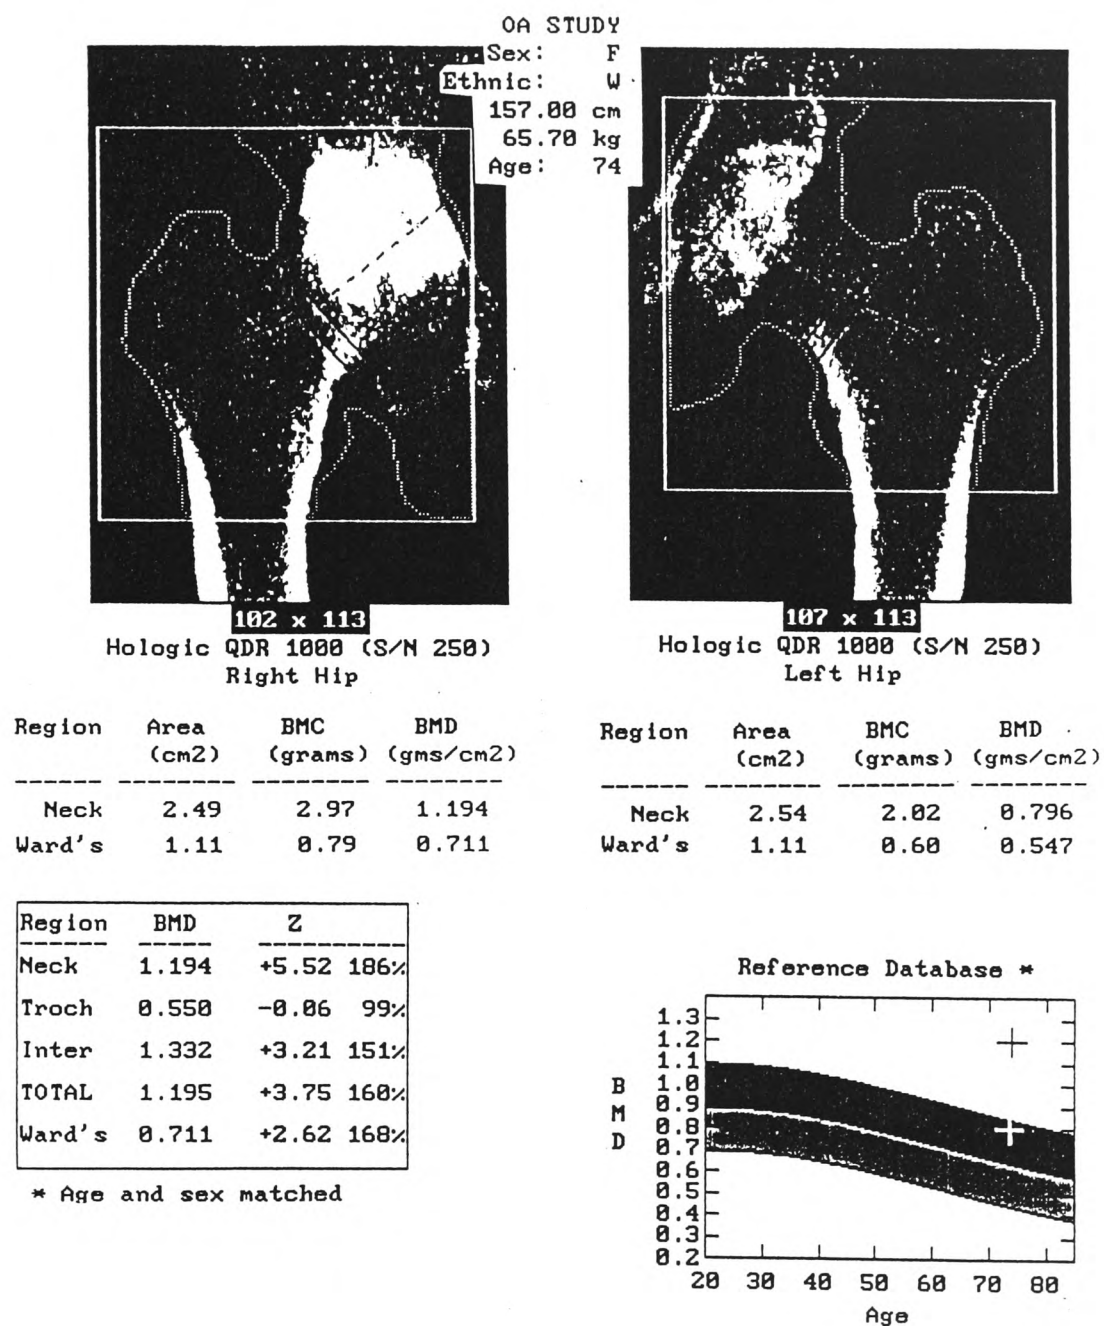 OA STUDY
Sex: F
Ethnic: W
157.00 cm
65.70 kg
Age: 74
102 x 113
Hologic QDR 1000 (S/N 250)
Right Hip
107 x 113
Hologic QDR 1000 (S/N 250)
Left Hip
Region Area BMC BMD
(cm2) (grams) (gms/cm2)
Neck 2.49 2.97 1.194
Ward's 1.11 0.79 0.711
Region Area BMC BMD
(cm2) (grams) (gms/cm2)
Neck 2.54 2.02 0.796
Ward's 1.11 0.60 0.547
Region BMD Z
Neck 1.194 +5.52 186%
Troch 0.550 -0.06 99%
Inter 1.332 +3.21 151%
TOTAL 1.195 +3.75 160%
Ward's 0.711 +2.62 168%
* Age and sex matched
Reference Database *
1.3
1.2
1.1
1.0
0.9
0.8
0.7
0.6
0.5
0.4
0.3
0.2
BMD
20 30 40 50 60 70 80
Age